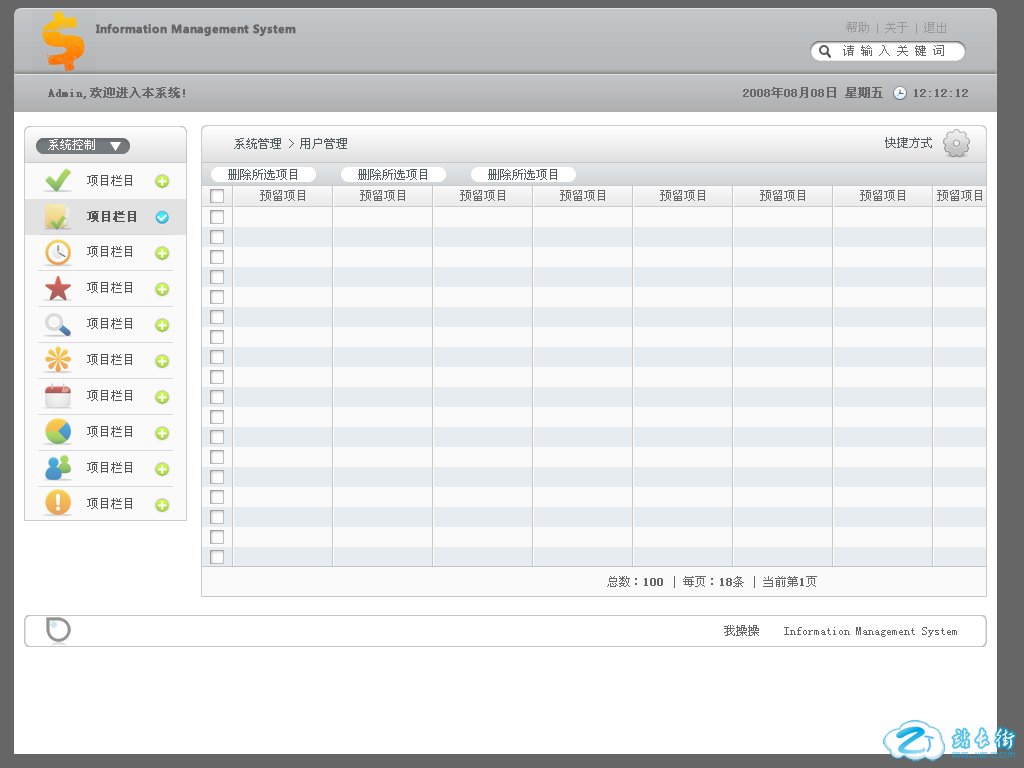 Information Management System
帮助 | 关于 | 退出
请输入关键词
Admin,欢迎进入本系统!
2008年08月08日 星期五 12:12:12
系统控制
项目栏目
项目栏目
项目栏目
项目栏目
项目栏目
项目栏目
项目栏目
项目栏目
项目栏目
项目栏目
系统管理 > 用户管理
快捷方式
删除所选项目 删除所选项目 删除所选项目
预留项目 预留项目 预留项目 预留项目 预留项目 预留项目 预留项目 预留项目
总数：100 | 每页：18条 | 当前第1页
我操操 Information Management System
站长街